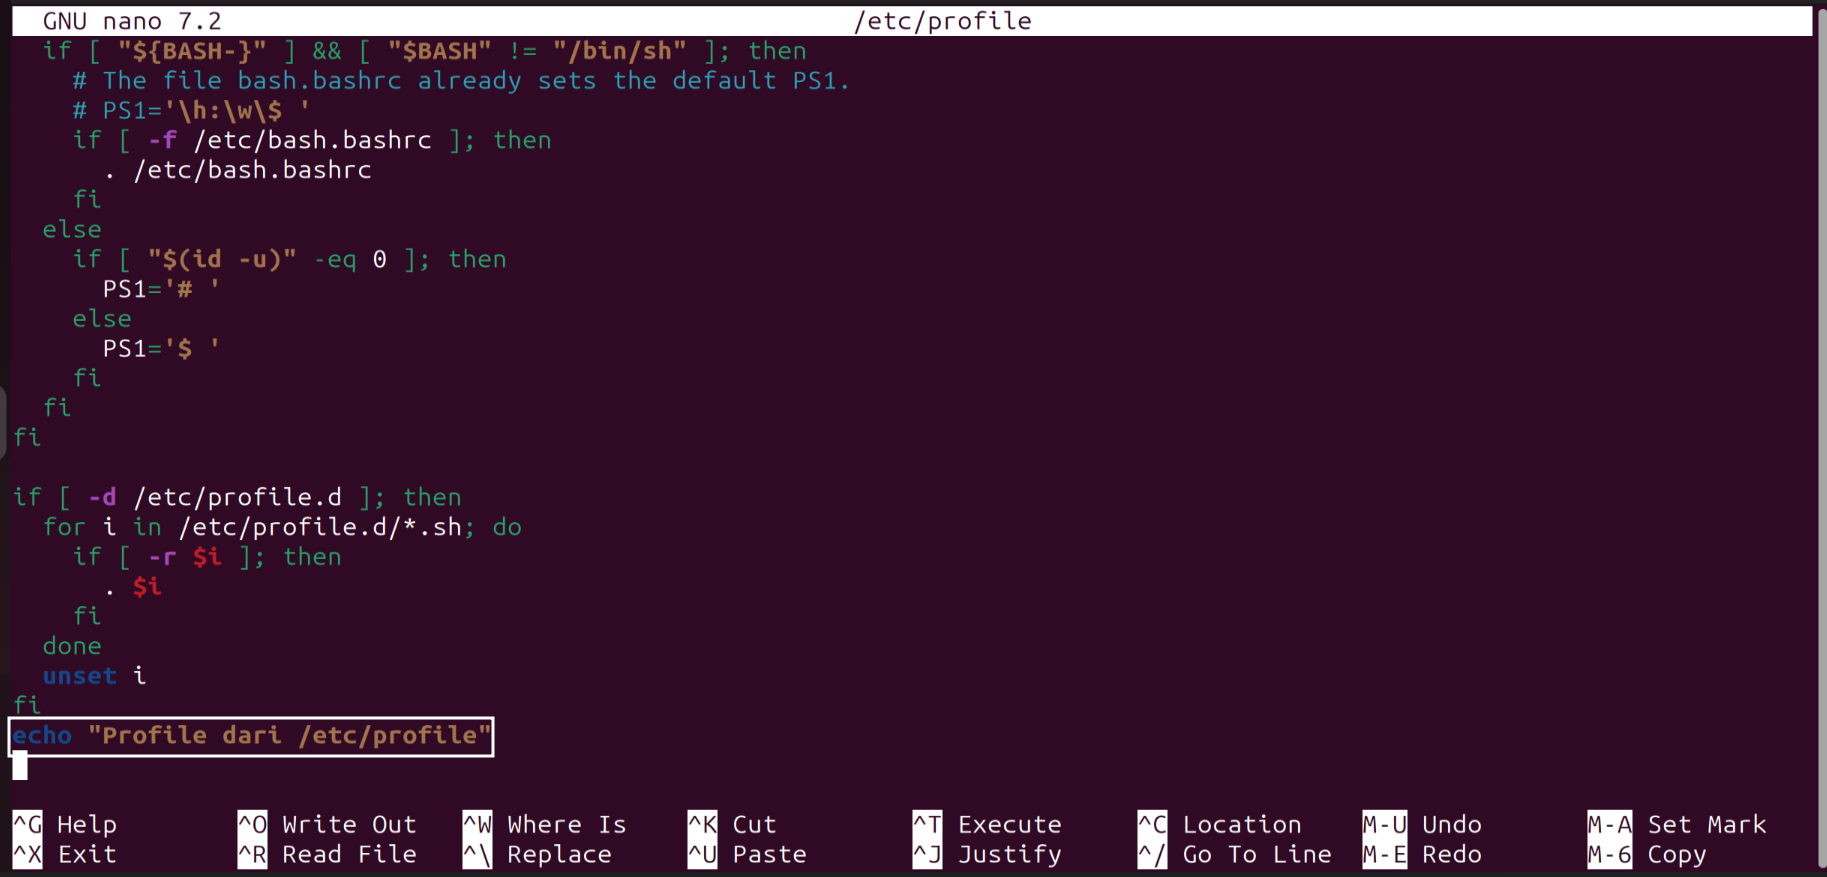 GNU nano 7.2 /etc/profile
if [ "${BASH-}" ] && [ "$BASH" != "/bin/sh" ]; then
# The file bash.bashrc already sets the default PS1.
# PS1='\h:\w\$ '
if [ -f /etc/bash.bashrc ]; then
. /etc/bash.bashrc
fi
else
if [ "$(id -u)" -eq 0 ]; then
PS1='# '
else
PS1='$ '
fi
fi
fi
if [ -d /etc/profile.d ]; then
for i in /etc/profile.d/*.sh; do
if [ -r $i ]; then
. $i
fi
done
unset i
fi
echo "Profile dari /etc/profile"
^G Help ^O Write Out ^W Where Is ^K Cut ^T Execute ^C Location M-U Undo M-A Set Mark
^X Exit ^R Read File ^\ Replace ^U Paste ^J Justify ^/ Go To Line M-E Redo M-6 Copy